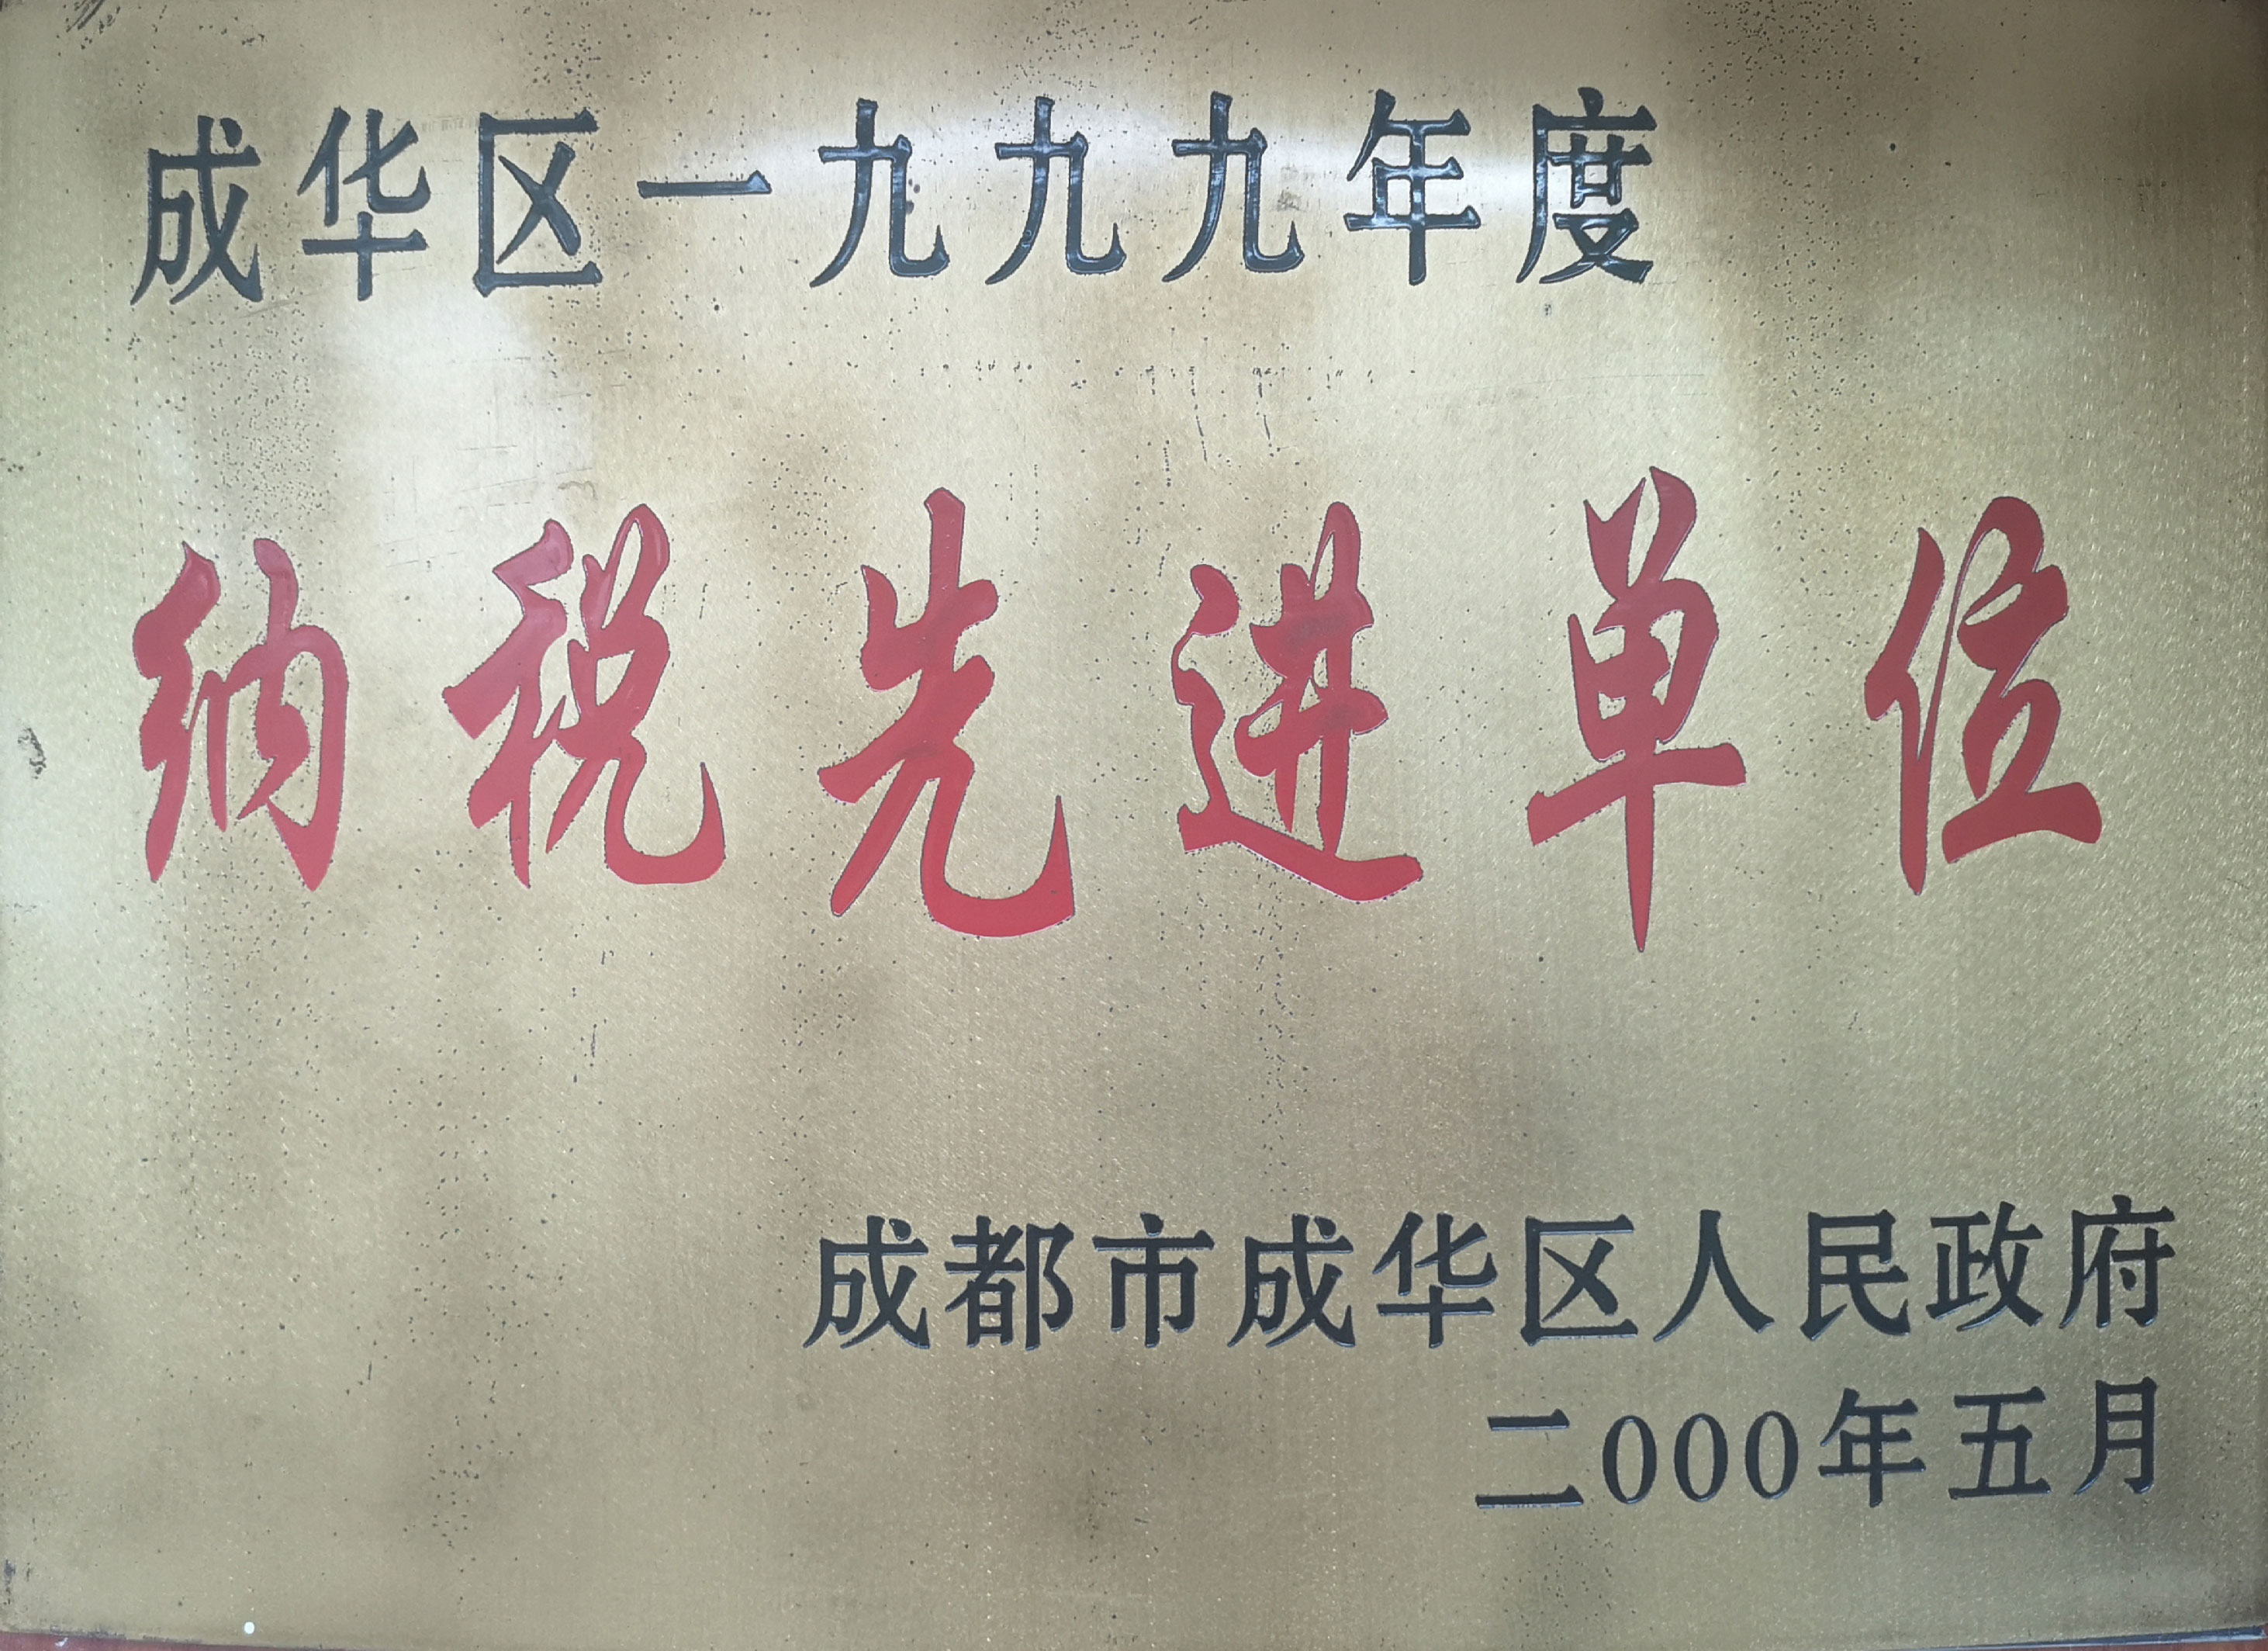 成华区一九九九年度
纳税先进单位
成都市成华区人民政府
二000年五月